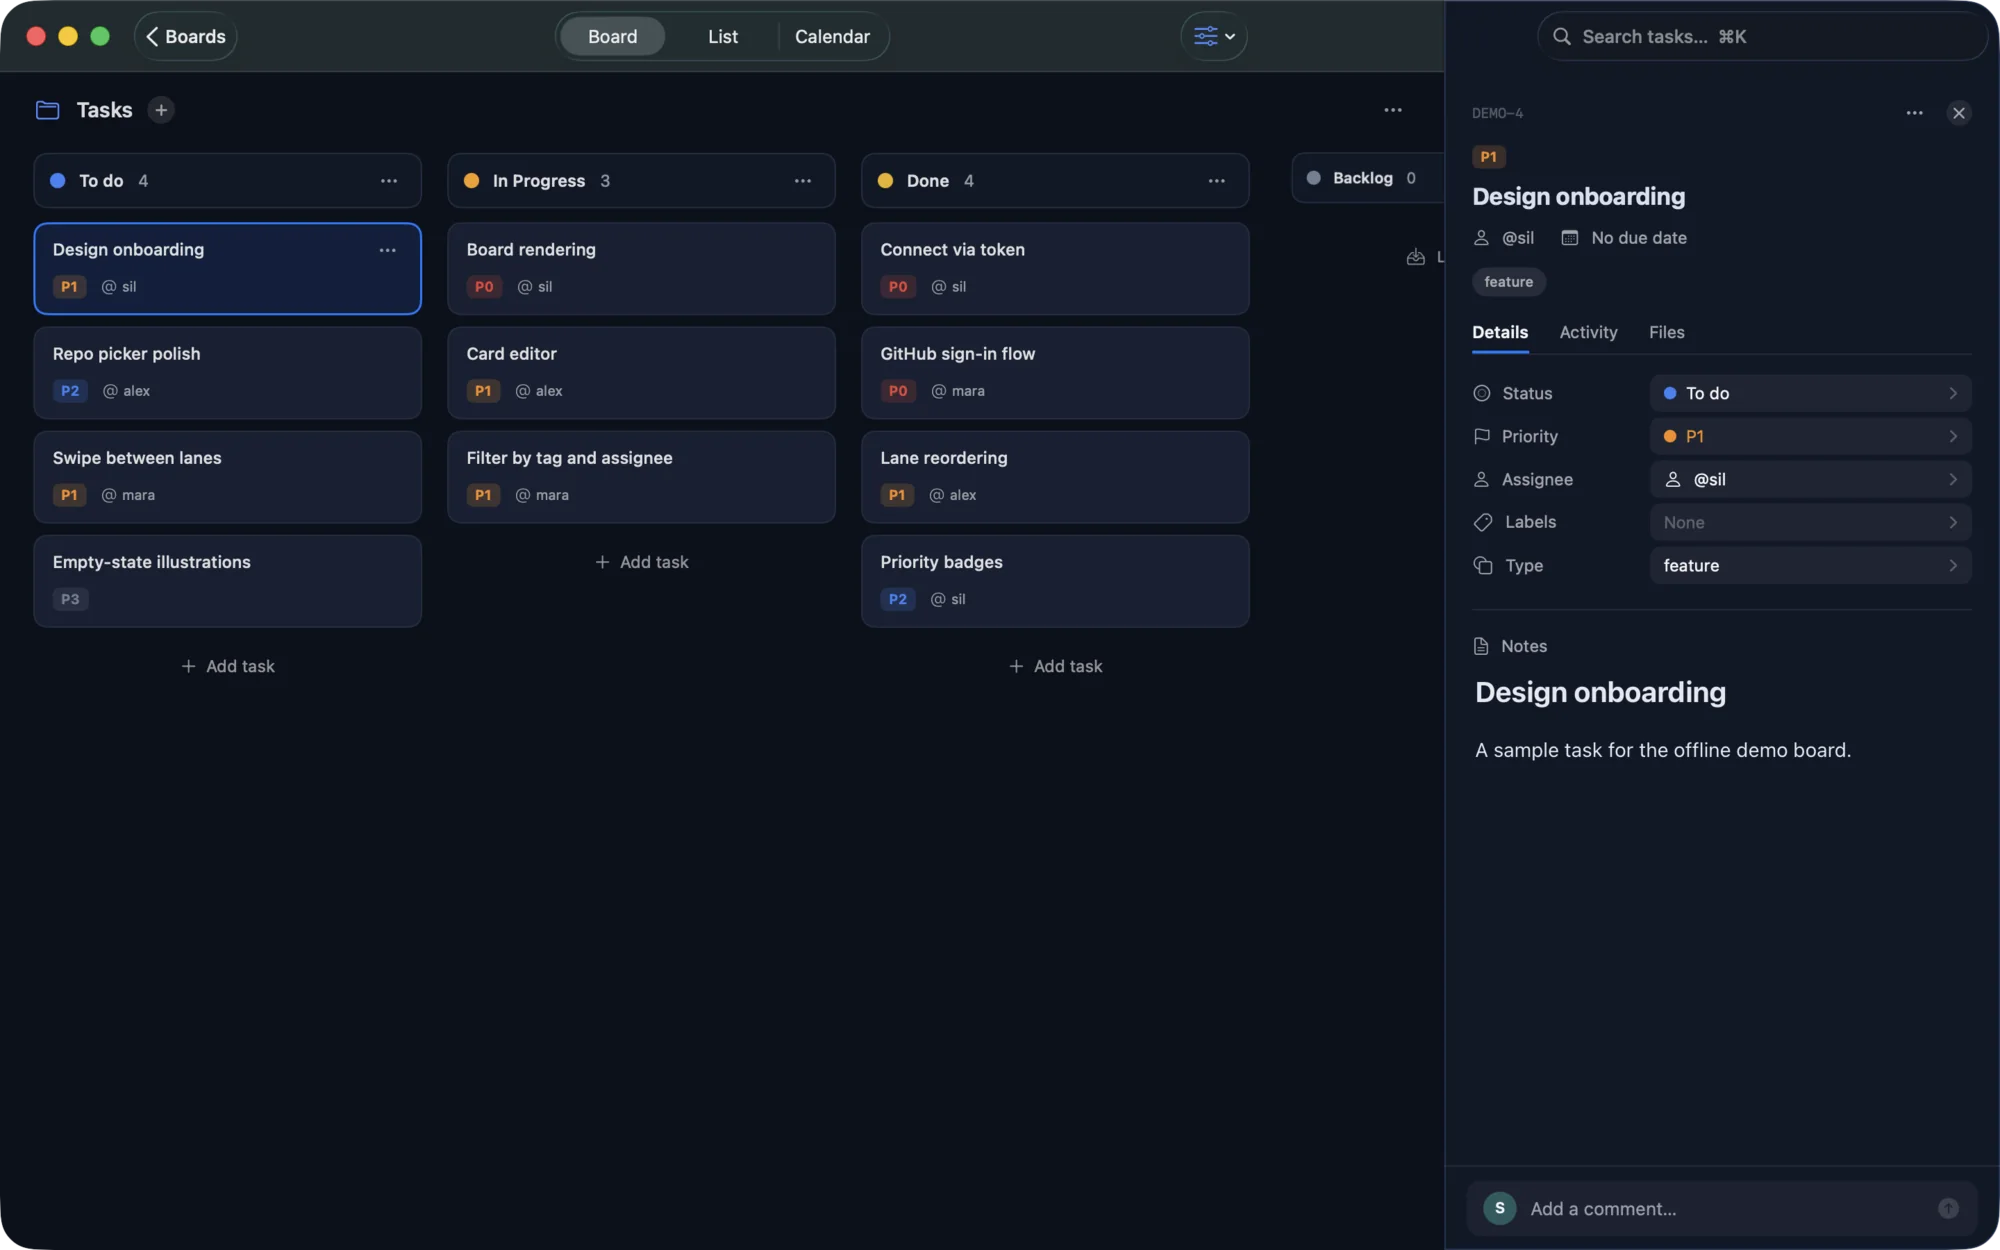 Boards
Board List Calendar
Search tasks... ⌘K
Tasks +
To do 4
Design onboarding
P1 @ sil
Repo picker polish
P2 @ alex
Swipe between lanes
P1 @ mara
Empty-state illustrations
P3
+ Add task
In Progress 3
Board rendering
P0 @ sil
Card editor
P1 @ alex
Filter by tag and assignee
P1 @ mara
+ Add task
Done 4
Connect via token
P0 @ sil
GitHub sign-in flow
P0 @ mara
Lane reordering
P1 @ alex
Priority badges
P2 @ sil
+ Add task
Backlog 0
DEMO-4
P1
Design onboarding
@sil No due date
feature
Details Activity Files
Status To do
Priority P1
Assignee @sil
Labels None
Type feature
Notes
Design onboarding
A sample task for the offline demo board.
S Add a comment...